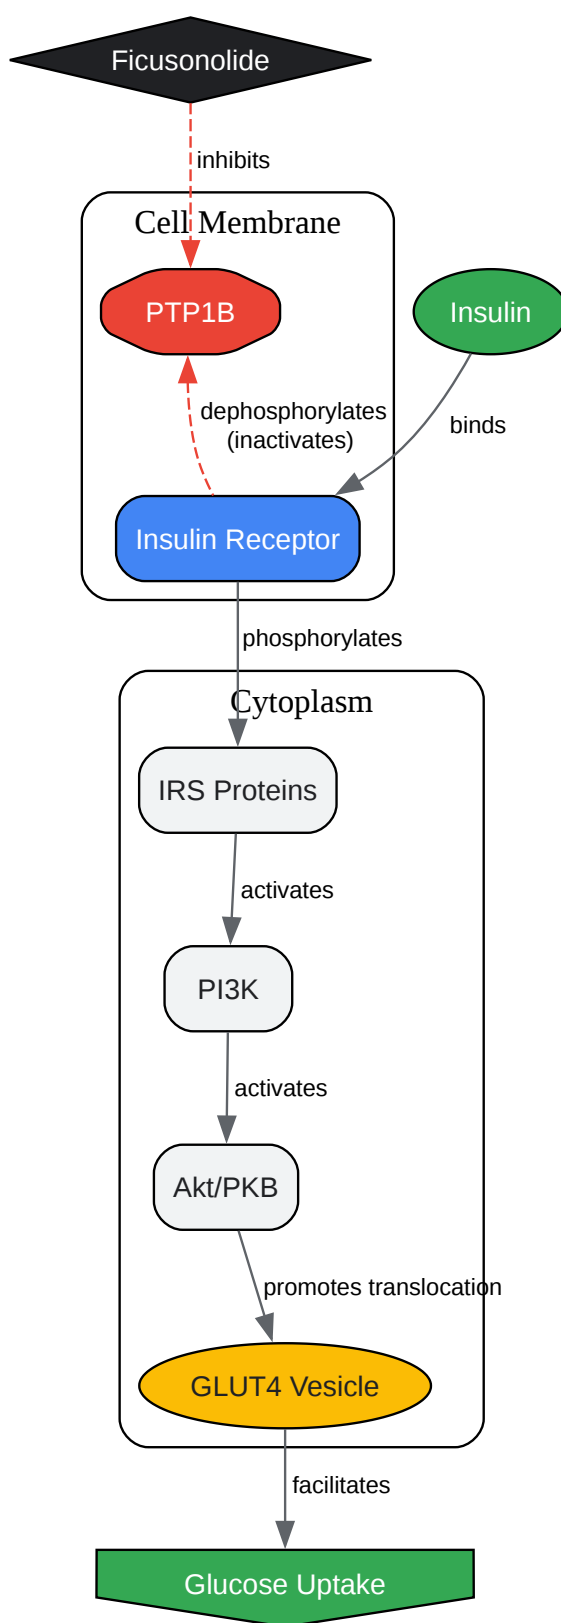 Ficusonolide
inhibits
Cell Membrane
PTP1B
Insulin
dephosphorylates
(inactivates)
binds
Insulin Receptor
phosphorylates
Cytoplasm
IRS Proteins
activates
PI3K
activates
Akt/PKB
promotes translocation
GLUT4 Vesicle
facilitates
Glucose Uptake